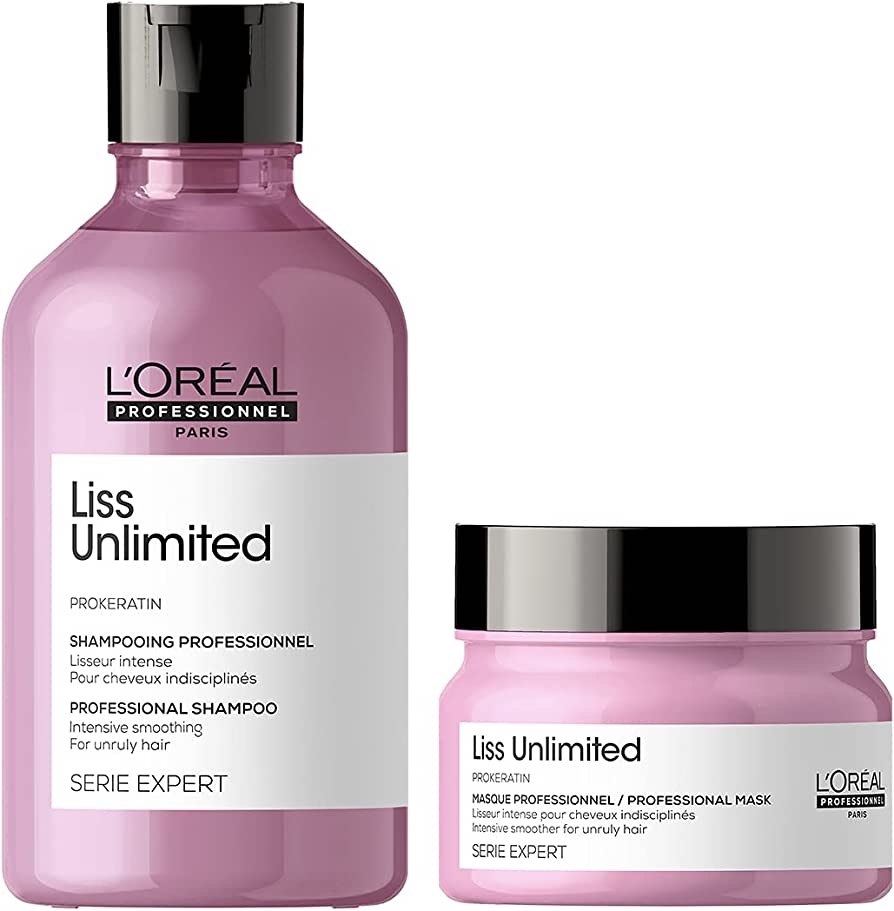 L'ORÉAL
PROFESSIONNEL
PARIS
Liss
Unlimited
PROKERATIN
SHAMPOOING PROFESSIONNEL
Lisseur intense
Pour cheveux indisciplinés
PROFESSIONAL SHAMPOO
Intensive smoothing
For unruly hair
SERIE EXPERT
Liss Unlimited
PROKERATIN
MASQUE PROFESSIONNEL / PROFESSIONAL MASK
Lisseur intense pour cheveux indisciplinés
Intensive smoother for unruly hair
SERIE EXPERT
L'ORÉAL
PROFESSIONNEL
PARIS